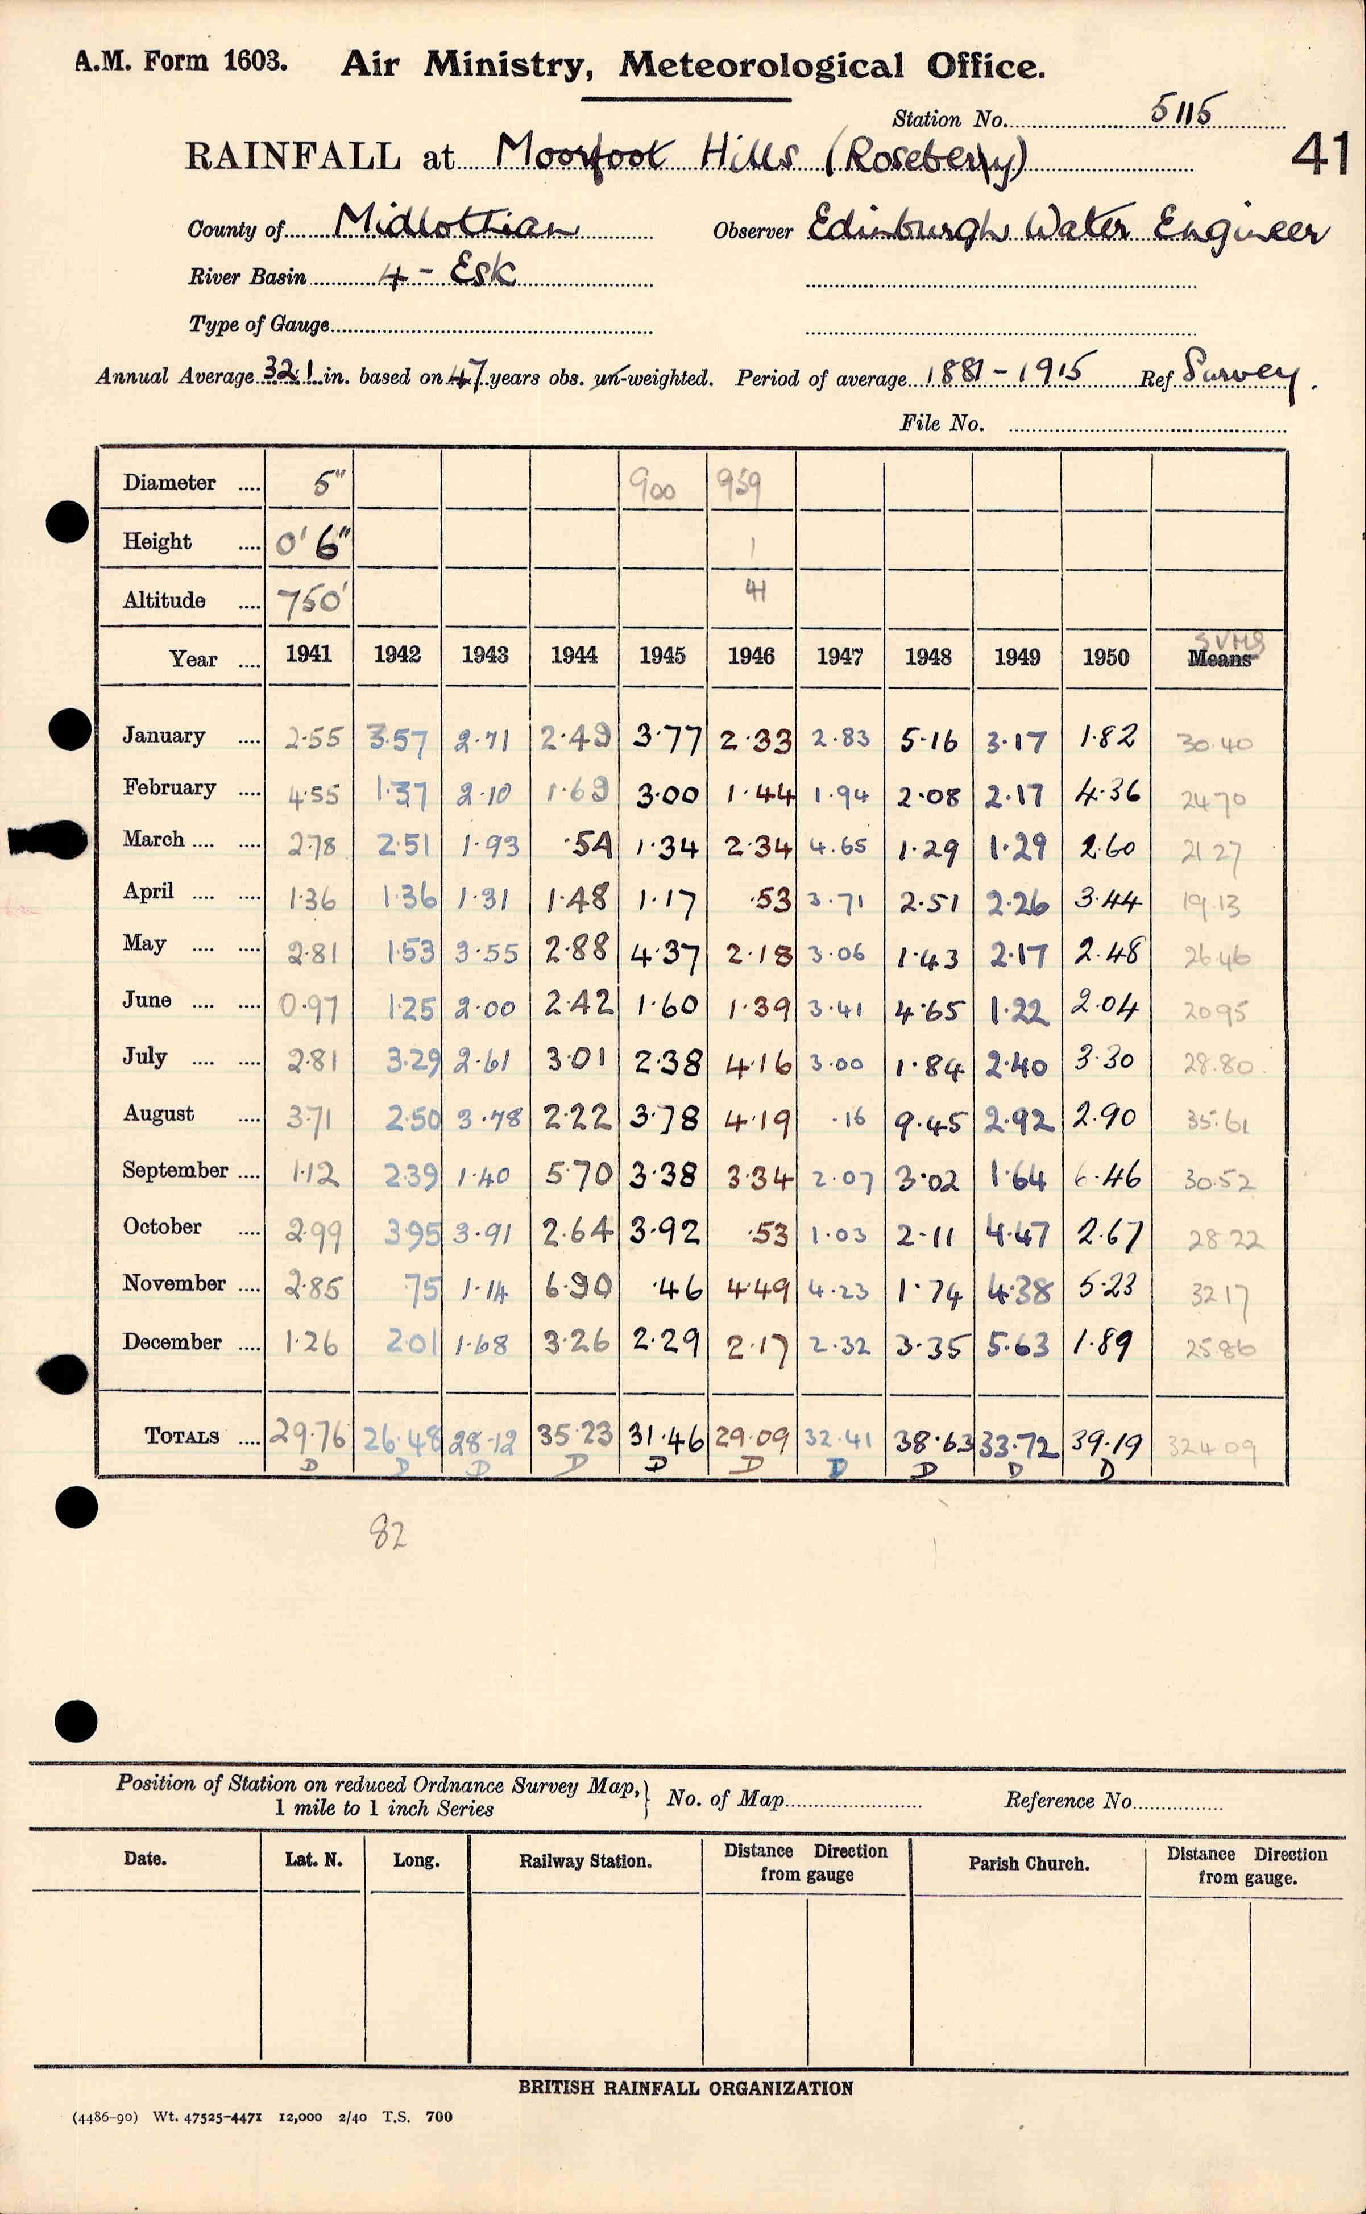 A.M. Form 1603. Air Ministry, Meteorological Office.
Station No. 5115
RAINFALL at Moorfoot Hills (Roseberry) 41
County of Midlothian Observer Edinburgh Water Engineer
River Basin 4 - Esk
Type of Gauge
Annual Average 32.1 in. based on 47 years obs. un-weighted. Period of average 1881-1915 Ref Survey.
File No.
Diameter .... 5" 900 959
Height .... 0' 6" 1
Altitude .... 750' 41
SUMS
Year .... 1941 1942 1943 1944 1945 1946 1947 1948 1949 1950 Means
January .... 2.55 3.57 2.71 2.49 3.77 2.33 2.83 5.16 3.17 1.82 30.40
February .... 4.55 1.37 2.10 1.69 3.00 1.44 1.94 2.08 2.17 4.36 24.70
March .... .... 2.78 2.51 1.93 .54 1.34 2.34 4.65 1.29 1.29 2.60 21.27
April .... .... 1.36 1.36 1.31 1.48 1.17 .53 3.71 2.51 2.26 3.44 19.13
May .... .... 2.81 1.53 3.55 2.88 4.37 2.18 3.06 1.43 2.17 2.48 26.46
June .... .... 0.97 1.25 2.00 2.42 1.60 1.39 3.41 4.65 1.22 2.04 20.95
July .... .... 2.81 3.29 2.61 3.01 2.38 4.16 3.00 1.84 2.40 3.30 28.80
August .... 3.71 2.50 3.78 2.22 3.78 4.19 .16 9.45 2.92 2.90 35.61
September .... 1.12 2.39 1.40 5.70 3.38 3.34 2.07 3.02 1.64 6.46 30.52
October .... 2.99 3.95 3.91 2.64 3.92 .53 1.03 2.11 4.47 2.67 28.22
November .... 2.85 .75 1.14 6.90 .46 4.49 4.23 1.74 4.38 5.23 32.17
December .... 1.26 2.01 1.68 3.26 2.29 2.17 2.32 3.35 5.63 1.89 25.86
TOTALS .... 29.76 26.48 28.12 35.23 31.46 29.09 32.41 38.63 33.72 39.19 324.09
D D D D D D D D D D
82
Position of Station on reduced Ordnance Survey Map, } No. of Map Reference No.
1 mile to 1 inch Series
Date. Lat. N. Long. Railway Station. Distance Direction from gauge Parish Church. Distance Direction from gauge.
BRITISH RAINFALL ORGANIZATION
(4486-90) Wt. 47525-4471 12,000 2/40 T.S. 700